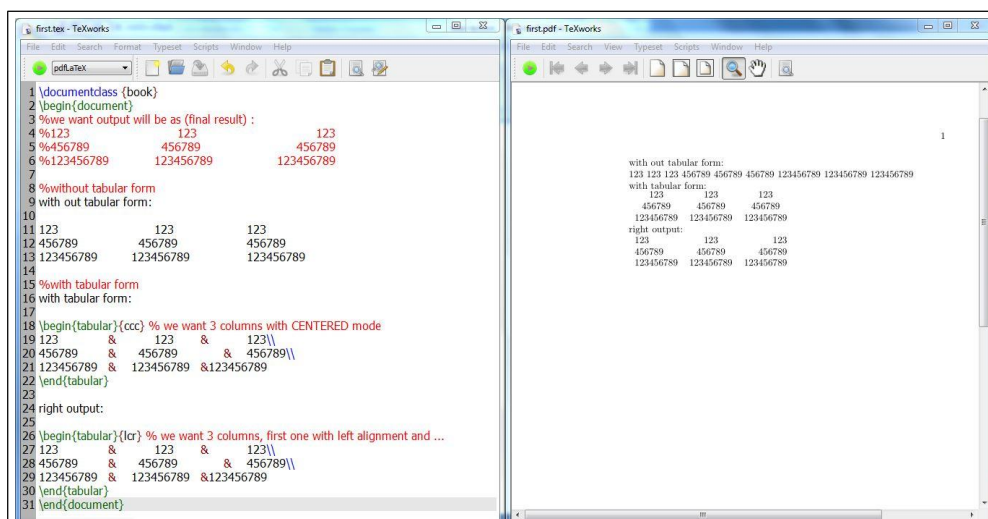 first.tex - TeXworks
File Edit Search Format Typeset Scripts Window Help
pdfLaTeX
1 \documentclass {book}
2 \begin{document}
3 %we want output will be as (final result) :
4 %123 123 123
5 %456789 456789 456789
6 %123456789 123456789 123456789
7
8 %without tabular form
9 with out tabular form:
10
11 123 123 123
12 456789 456789 456789
13 123456789 123456789 123456789
14
15 %with tabular form
16 with tabular form:
17
18 \begin{tabular}{ccc} % we want 3 columns with CENTERED mode
19 123 & 123 & 123\\
20 456789 & 456789 & 456789\\
21 123456789 & 123456789 &123456789
22 \end{tabular}
23
24 right output:
25
26 \begin{tabular}{lcr} % we want 3 columns, first one with left alignment and ...
27 123 & 123 & 123\\
28 456789 & 456789 & 456789\\
29 123456789 & 123456789 &123456789
30 \end{tabular}
31 \end{document}
first.pdf - TeXworks
File Edit Search View Typeset Scripts Window Help
1
with out tabular form:
123 123 123 456789 456789 456789 123456789 123456789 123456789
with tabular form:
123 123 123
456789 456789 456789
123456789 123456789 123456789
right output:
123 123 123
456789 456789 456789
123456789 123456789 123456789